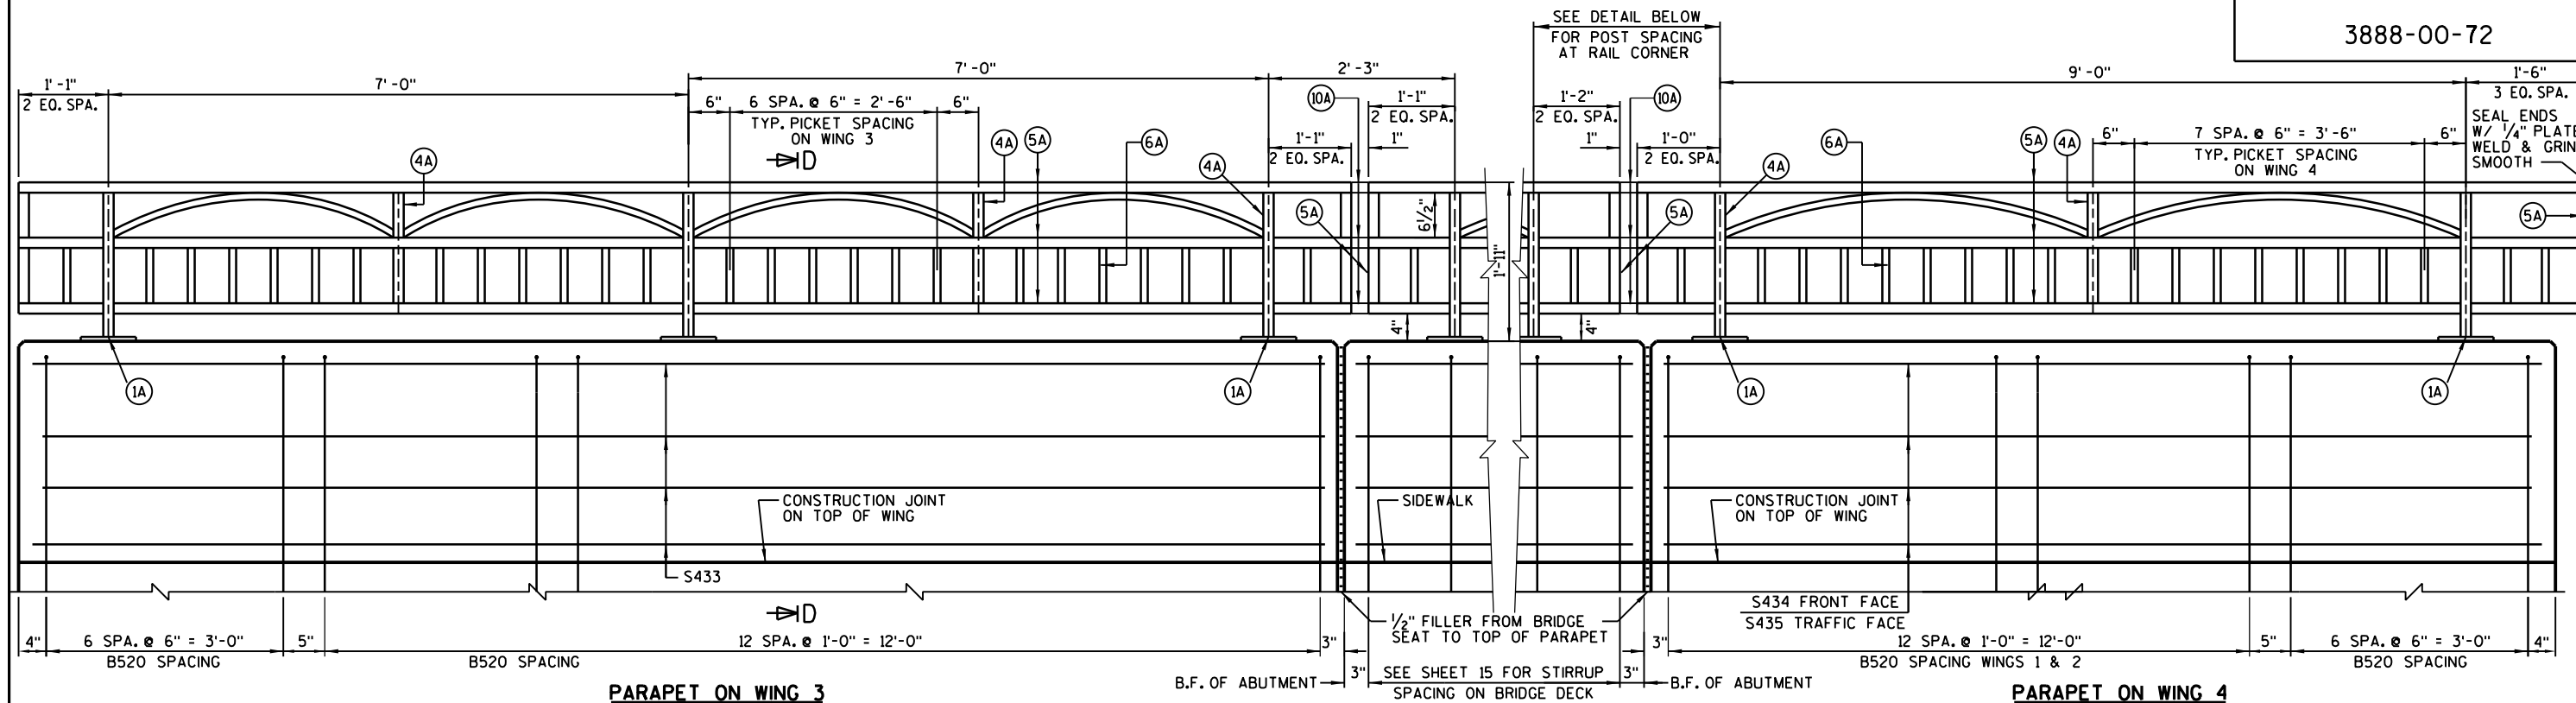 3888-00-72
SEE DETAIL BELOW
FOR POST SPACING
AT RAIL CORNER
1'-1"
2 EQ. SPA.
7'-0"
7'-0"
2'-3"
9'-0"
1'-6"
3 EQ. SPA.
6" 6 SPA. @ 6" = 2'-6" 6"
TYP. PICKET SPACING
ON WING 3
D
10A
1'-1"
2 EQ. SPA.
1'-2"
2 EQ. SPA.
10A
1'-1"
2 EQ. SPA.
1"
1"
1'-0"
2 EQ. SPA.
6" 7 SPA. @ 6" = 3'-6" 6"
TYP. PICKET SPACING
ON WING 4
SEAL ENDS
W/ 1/4" PLATE
WELD & GRIN
SMOOTH
4A
4A
5A
6A
4A
5A
6 1/2"
1'-11"
5A
4A
6A
5A
4A
5A
4"
4"
1A
1A
1A
1A
CONSTRUCTION JOINT
ON TOP OF WING
SIDEWALK
CONSTRUCTION JOINT
ON TOP OF WING
S433
D
1/2" FILLER FROM BRIDGE
SEAT TO TOP OF PARAPET
S434 FRONT FACE
S435 TRAFFIC FACE
4" 6 SPA. @ 6" = 3'-0" 5" 12 SPA. @ 1'-0" = 12'-0" 3"
B520 SPACING
B520 SPACING
3" 12 SPA. @ 1'-0" = 12'-0" 5" 6 SPA. @ 6" = 3'-0" 4"
B520 SPACING WINGS 1 & 2
B520 SPACING
B.F. OF ABUTMENT
3" SEE SHEET 15 FOR STIRRUP 3"
SPACING ON BRIDGE DECK
B.F. OF ABUTMENT
PARAPET ON WING 3
PARAPET ON WING 4